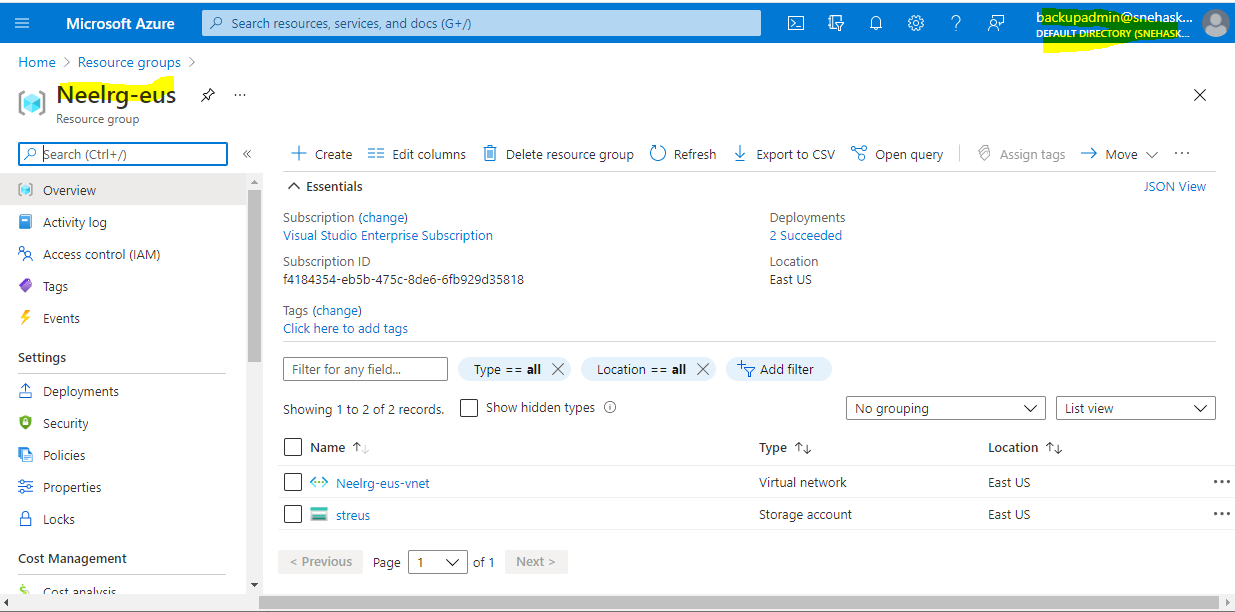 Microsoft Azure
Search resources, services, and docs (G+/)
backupadmin@snehask...
DEFAULT DIRECTORY (SNEHASK...
Home > Resource groups >
Neelrg-eus
...
Resource group
Search (Ctrl+/)
«
Create
Edit columns
Delete resource group
Refresh
Export to CSV
Open query
Assign tags
Move
...
Overview
Activity log
Access control (IAM)
Tags
Events
Settings
Deployments
Security
Policies
Properties
Locks
Cost Management
Cost analysis
Essentials
JSON View
Subscription (change)
Visual Studio Enterprise Subscription
Subscription ID
f4184354-eb5b-475c-8de6-6fb929d35818
Tags (change)
Click here to add tags
Deployments
2 Succeeded
Location
East US
Filter for any field...
Type == all
Location == all
Add filter
Showing 1 to 2 of 2 records.
Show hidden types
No grouping
List view
Name ↑↓ Type ↑↓ Location ↑↓
Neelrg-eus-vnet Virtual network East US ...
streus Storage account East US ...
< Previous Page 1 of 1 Next >